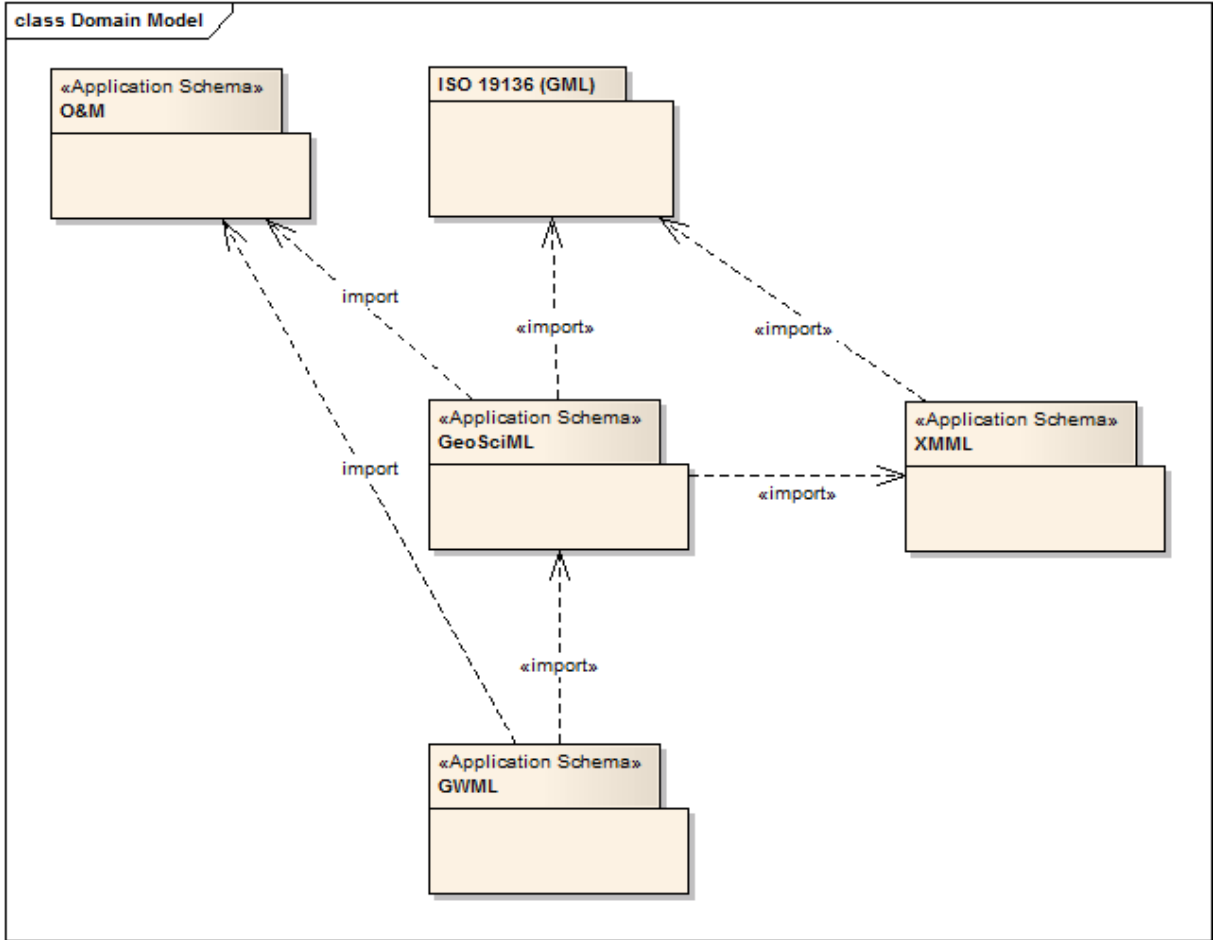 class Domain Model
«Application Schema»
O&M
ISO 19136 (GML)
import
«import»
«import»
«Application Schema»
GeoSciML
«Application Schema»
XMML
import
«import»
«import»
«Application Schema»
GWML